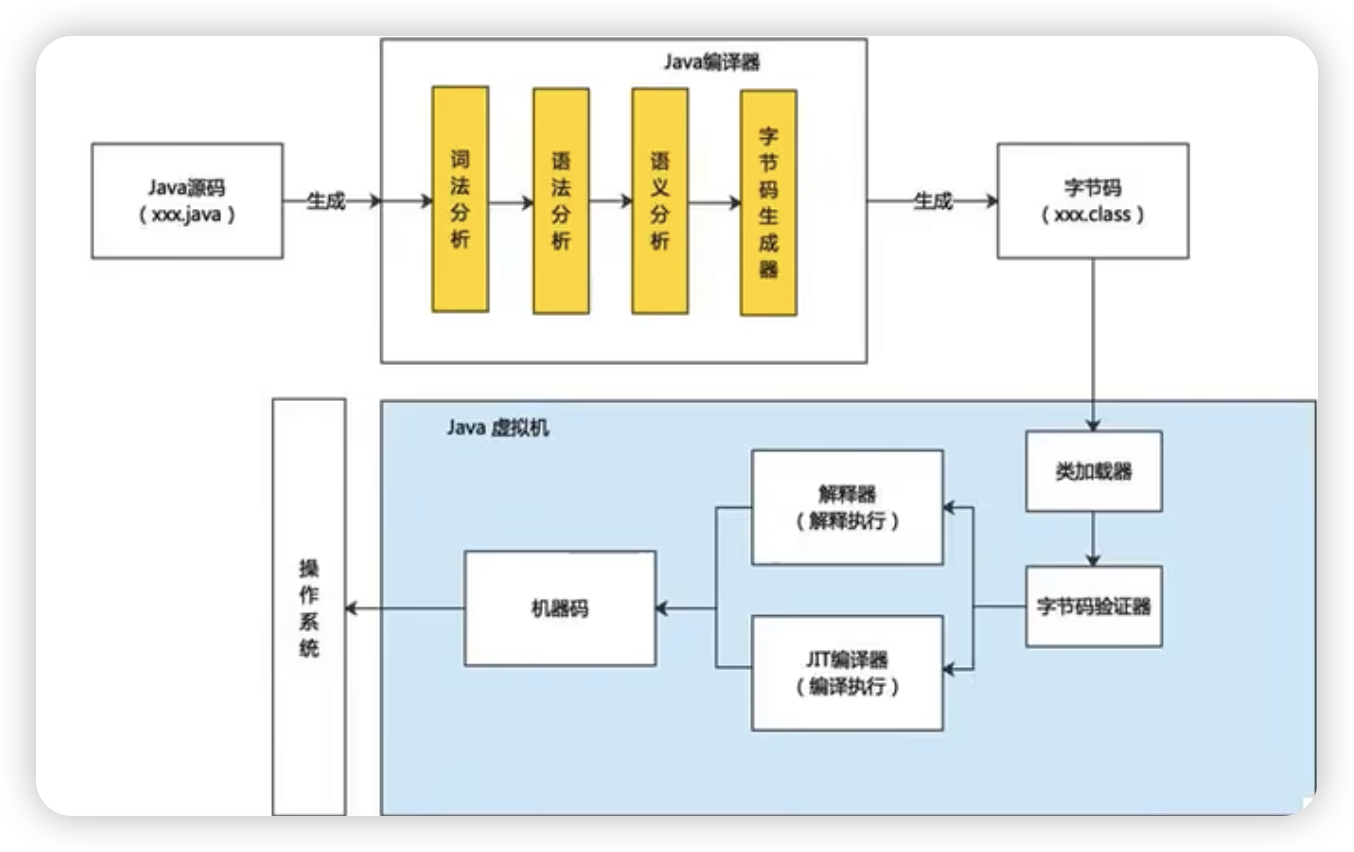 Java编译器
Java源码
（xxx.java）
生成
词法分析
语法分析
语义分析
字节码生成器
生成
字节码
（xxx.class）
Java 虚拟机
类加载器
字节码验证器
解释器
（解释执行）
JIT编译器
（编译执行）
机器码
操作系统